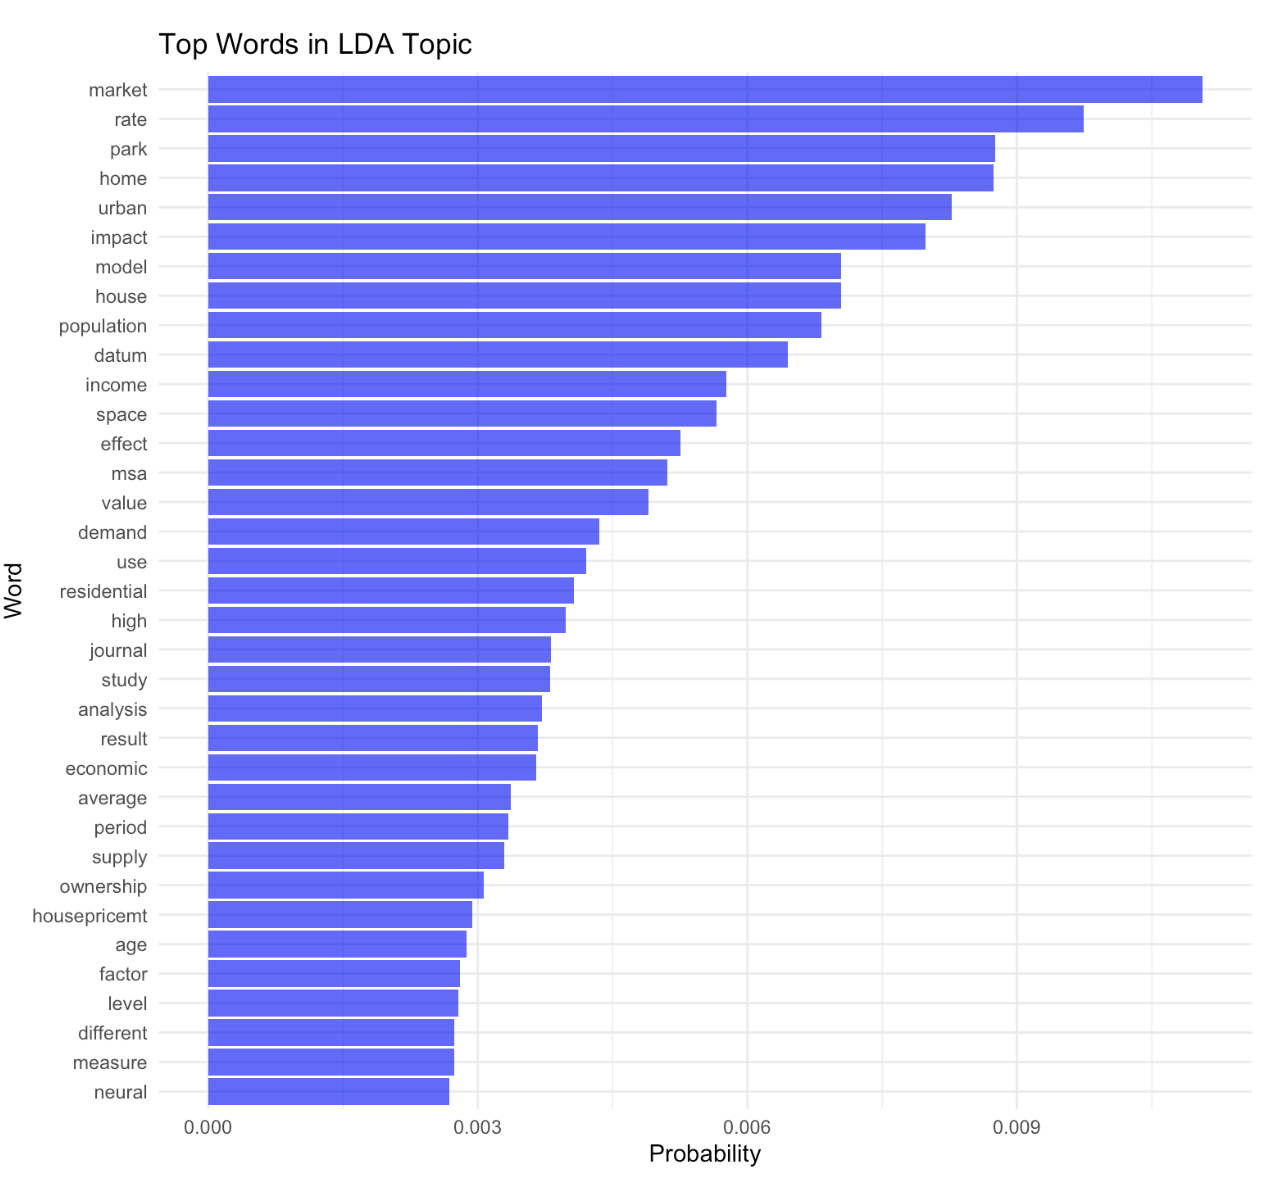 Top Words in LDA Topic
market
rate
park
home
urban
impact
model
house
population
datum
income
space
effect
msa
value
demand
use
residential
high
journal
study
analysis
result
economic
average
period
supply
ownership
housepricemt
age
factor
level
different
measure
neural
Word
0.000 0.003 0.006 0.009
Probability